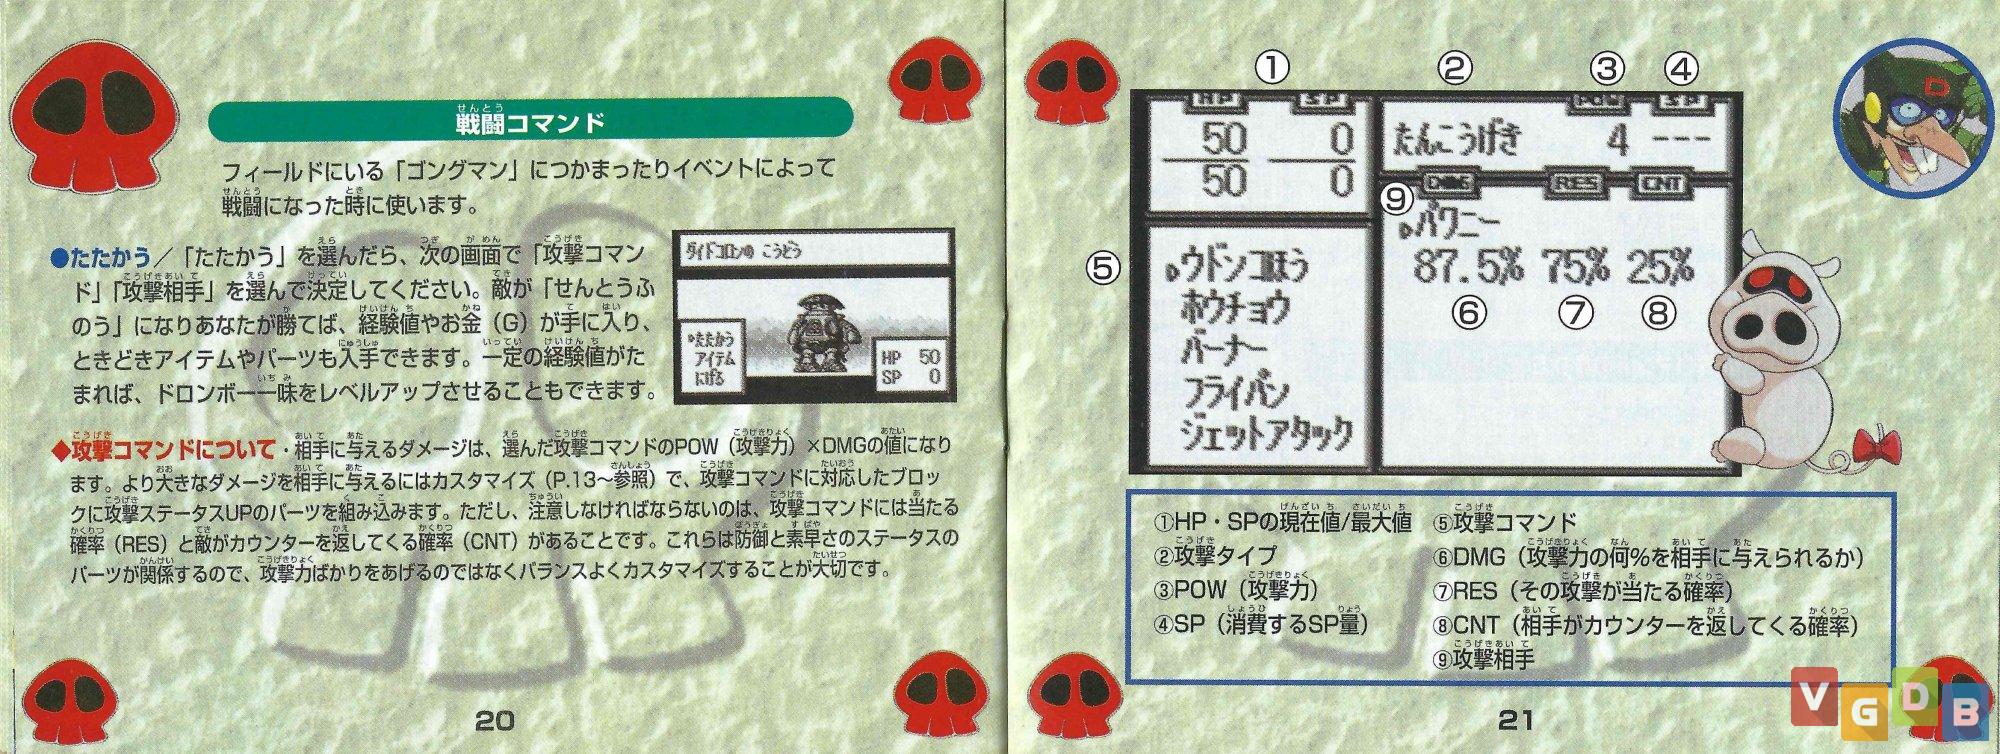 戦闘コマンド
フィールドにいる「ゴングマン」につかまったりイベントによって
戦闘になった時に使います。
●たたかう／「たたかう」を選んだら、次の画面で「攻撃コマン
ド」「攻撃相手」を選んで決定してください。敵が「せんとうふ
のう」になりあなたが勝てば、経験値やお金（G）が手に入り、
ときどきアイテムやパーツも入手できます。一定の経験値がた
まれば、ドロンボー一味をレベルアップさせることもできます。
ダイドコロンの こうどう
▷たたかう
アイテム
にげる
HP 50
SP 0
◆攻撃コマンドについて・相手に与えるダメージは、選んだ攻撃コマンドのPOW（攻撃力）×DMGの値になり
ます。より大きなダメージを相手に与えるにはカスタマイズ（P.13〜参照）で、攻撃コマンドに対応したブロッ
クに攻撃ステータスUPのパーツを組み込みます。ただし、注意しなければならないのは、攻撃コマンドには当たる
確率（RES）と敵がカウンターを返してくる確率（CNT）があることです。これらは防御と素早さのステータスの
パーツが関係するので、攻撃力ばかりをあげるのではなくバランスよくカスタマイズすることが大切です。
20
① ② ③ ④
HP SP POW SP
50 0 たんこうげき 4 ---
50 0
⑨ DMG RES CNT
▷パワニー
87.5% 75% 25%
⑥ ⑦ ⑧
⑤
▷ウドンコほう
ホウチョウ
バーナー
フライパン
ジェットアタック
D
①HP・SPの現在値/最大値
②攻撃タイプ
③POW（攻撃力）
④SP（消費するSP量）
⑤攻撃コマンド
⑥DMG（攻撃力の何%を相手に与えられるか）
⑦RES（その攻撃が当たる確率）
⑧CNT（相手がカウンターを返してくる確率）
⑨攻撃相手
21
VGDB